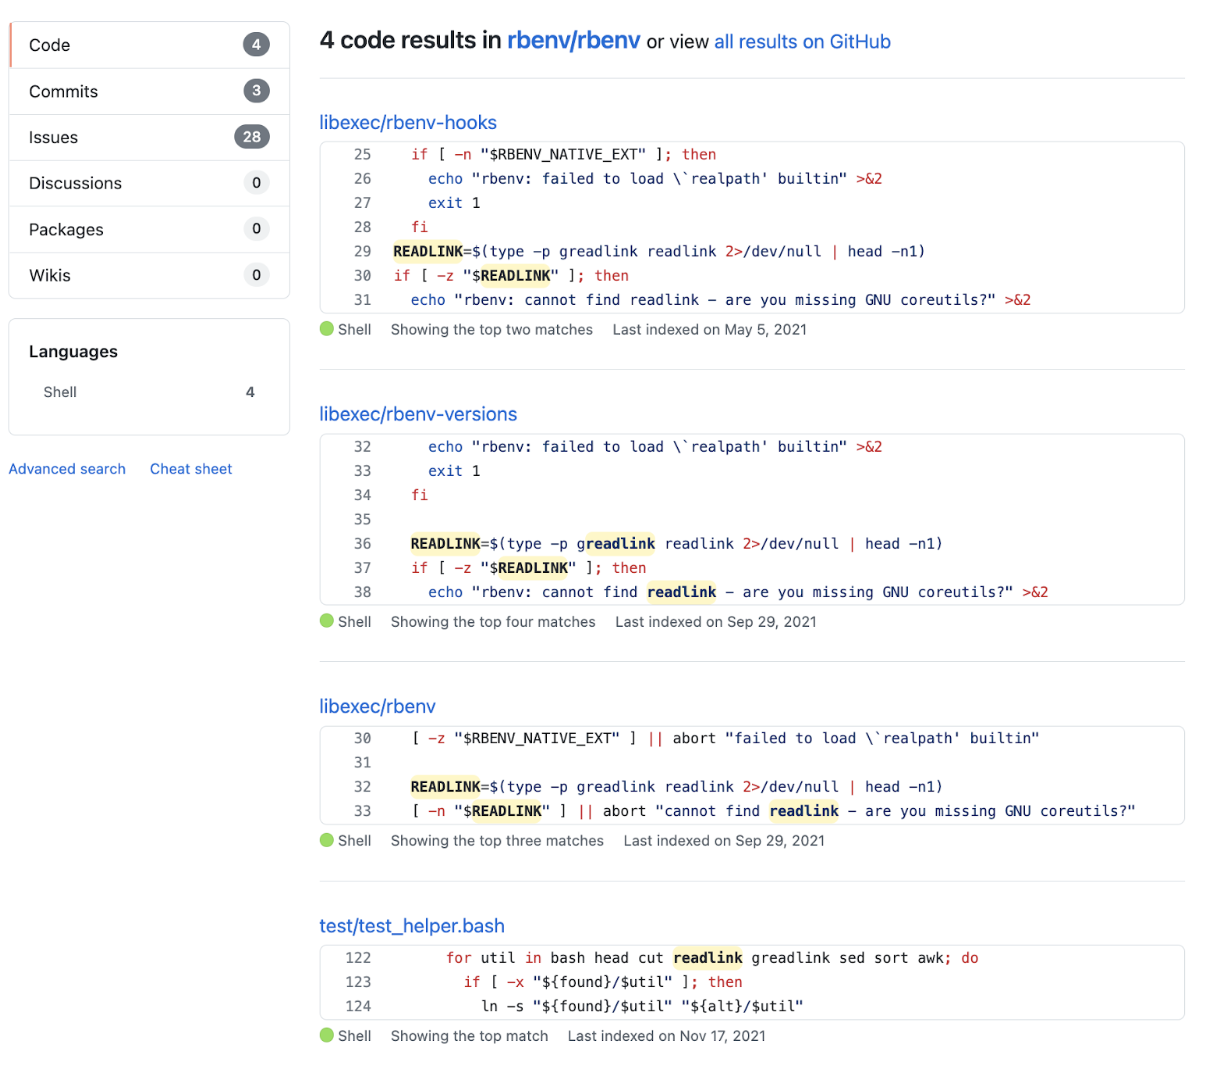 Code 4
Commits 3
Issues 28
Discussions 0
Packages 0
Wikis 0
Languages
Shell 4
Advanced search Cheat sheet
4 code results in rbenv/rbenv or view all results on GitHub
libexec/rbenv-hooks
25 if [ -n "$RBENV_NATIVE_EXT" ]; then
26 echo "rbenv: failed to load \`realpath' builtin" >&2
27 exit 1
28 fi
29 READLINK=$(type -p greadlink readlink 2>/dev/null | head -n1)
30 if [ -z "$READLINK" ]; then
31 echo "rbenv: cannot find readlink - are you missing GNU coreutils?" >&2
Shell Showing the top two matches Last indexed on May 5, 2021
libexec/rbenv-versions
32 echo "rbenv: failed to load \`realpath' builtin" >&2
33 exit 1
34 fi
35
36 READLINK=$(type -p greadlink readlink 2>/dev/null | head -n1)
37 if [ -z "$READLINK" ]; then
38 echo "rbenv: cannot find readlink - are you missing GNU coreutils?" >&2
Shell Showing the top four matches Last indexed on Sep 29, 2021
libexec/rbenv
30 [ -z "$RBENV_NATIVE_EXT" ] || abort "failed to load \`realpath' builtin"
31
32 READLINK=$(type -p greadlink readlink 2>/dev/null | head -n1)
33 [ -n "$READLINK" ] || abort "cannot find readlink - are you missing GNU coreutils?"
Shell Showing the top three matches Last indexed on Sep 29, 2021
test/test_helper.bash
122 for util in bash head cut readlink greadlink sed sort awk; do
123 if [ -x "${found}/$util" ]; then
124 ln -s "${found}/$util" "${alt}/$util"
Shell Showing the top match Last indexed on Nov 17, 2021